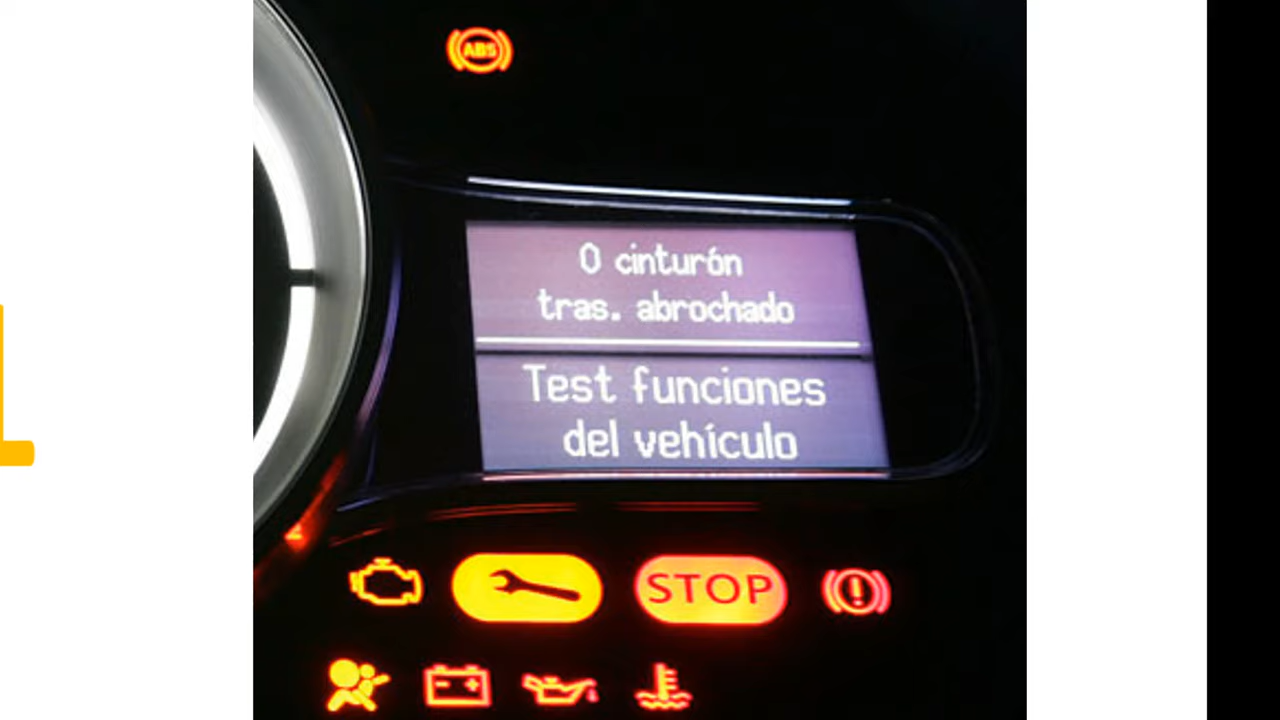 ABS
0 cinturón
tras. abrochado
Test funciones
del vehículo
STOP